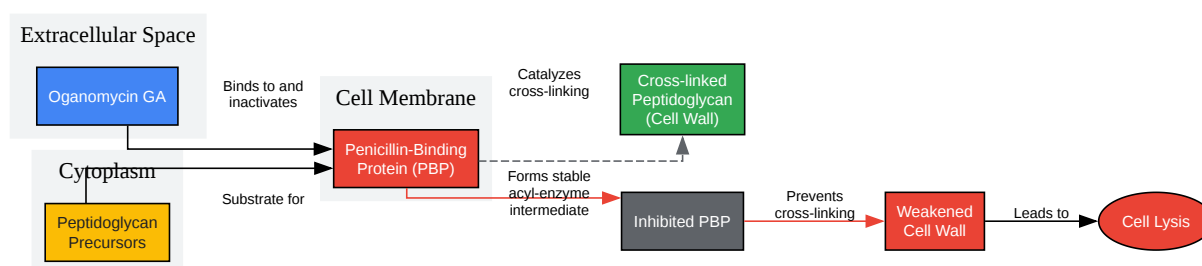 Extracellular Space
Oganomycin GA
Binds to and
inactivates
Cell Membrane
Penicillin-Binding
Protein (PBP)
Catalyzes
cross-linking
Cross-linked
Peptidoglycan
(Cell Wall)
Cytoplasm
Peptidoglycan
Precursors
Substrate for
Forms stable
acyl-enzyme
intermediate
Inhibited PBP
Prevents
cross-linking
Weakened
Cell Wall
Leads to
Cell Lysis